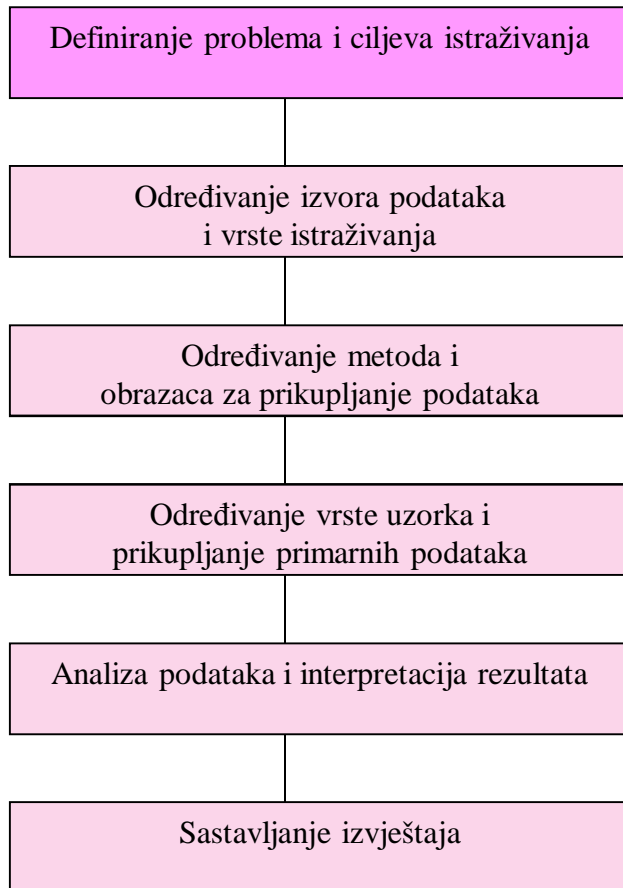 Definiranje problema i ciljeva istraživanja
Određivanje izvora podataka
i vrste istraživanja
Određivanje metoda i
obrazaca za prikupljanje podataka
Određivanje vrste uzorka i
prikupljanje primarnih podataka
Analiza podataka i interpretacija rezultata
Sastavljanje izvještaja